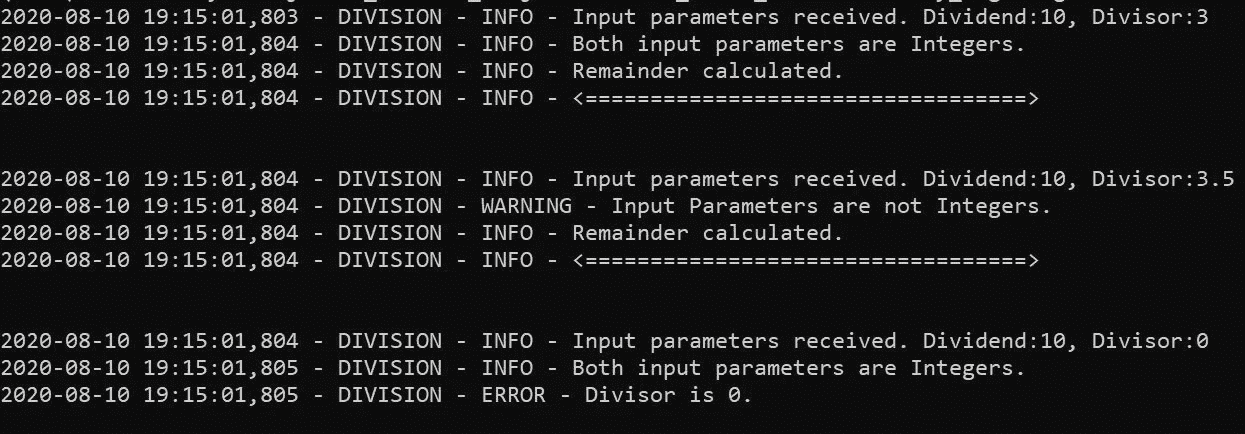 2020-08-10 19:15:01,803 - DIVISION - INFO - Input parameters received. Dividend:10, Divisor:3
2020-08-10 19:15:01,804 - DIVISION - INFO - Both input parameters are Integers.
2020-08-10 19:15:01,804 - DIVISION - INFO - Remainder calculated.
2020-08-10 19:15:01,804 - DIVISION - INFO - <==================================>
2020-08-10 19:15:01,804 - DIVISION - INFO - Input parameters received. Dividend:10, Divisor:3.5
2020-08-10 19:15:01,804 - DIVISION - WARNING - Input Parameters are not Integers.
2020-08-10 19:15:01,804 - DIVISION - INFO - Remainder calculated.
2020-08-10 19:15:01,804 - DIVISION - INFO - <==================================>
2020-08-10 19:15:01,804 - DIVISION - INFO - Input parameters received. Dividend:10, Divisor:0
2020-08-10 19:15:01,805 - DIVISION - INFO - Both input parameters are Integers.
2020-08-10 19:15:01,805 - DIVISION - ERROR - Divisor is 0.